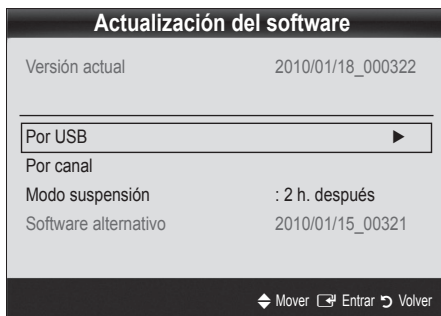 Actualización del software
Versión actual 2010/01/18_000322
Por USB ▶
Por canal
Modo suspensión : 2 h. después
Software alternativo 2010/01/15_00321
Mover Entrar Volver